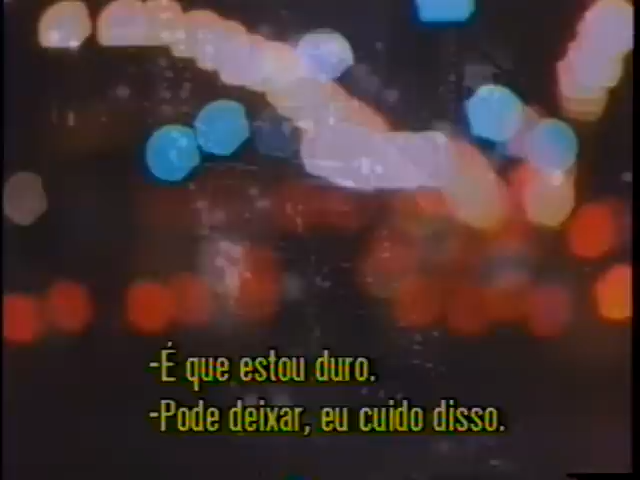 -É que estou duro.
-Pode deixar, eu cuido disso.